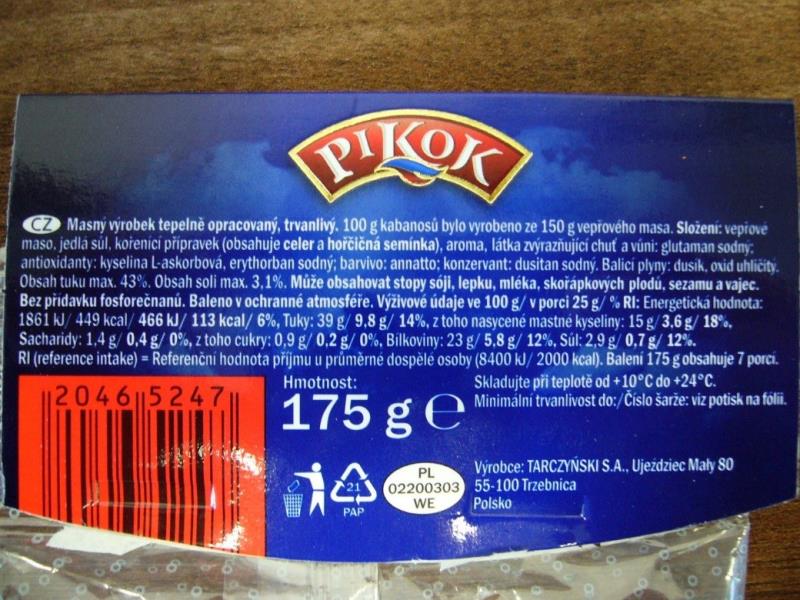 PIKOK
CZ Masný výrobek tepelně opracovaný, trvanlivý. 100 g kabanosů bylo vyrobeno ze 150 g vepřového masa. Složení: vepřové
maso, jedlá sůl, kořenící přípravek (obsahuje celer a hořčičná semínka), aroma, látka zvýrazňující chuť a vůni: glutaman sodný;
antioxidanty: kyselina L-askorbová, erythorban sodný; barvivo: annatto; konzervant: dusitan sodný. Balicí plyny: dusík, oxid uhličitý.
Obsah tuku max. 43%. Obsah soli max. 3,1%. Může obsahovat stopy sóji, lepku, mléka, skořápkových plodů, sezamu a vajec.
Bez přídavku fosforečnanů. Baleno v ochranné atmosféře. Výživové údaje ve 100 g/ v porci 25 g/ % RI: Energetická hodnota:
1861 kJ/ 449 kcal/ 466 kJ/ 113 kcal/ 6%, Tuky: 39 g/ 9,8 g/ 14%, z toho nasycené mastné kyseliny: 15 g/ 3,6 g/ 18%,
Sacharidy: 1,4 g/ 0,4 g/ 0%, z toho cukry: 0,9 g/ 0,2 g/ 0%, Bílkoviny: 23 g/ 5,8 g/ 12%, Sůl: 2,9 g/ 0,7 g/ 12%.
RI (reference intake) = Referenční hodnota příjmu u průměrné dospělé osoby (8400 kJ/ 2000 kcal). Balení 175 g obsahuje 7 porcí.
2046 5247
Hmotnost:
175 g e
Skladujte při teplotě od +10°C do +24°C.
Minimální trvanlivost do:/Číslo šarže: viz potisk na fólii.
21
PAP
PL
02200303
WE
Výrobce: TARCZYŃSKI S.A., Ujeździec Mały 80
55-100 Trzebnica
Polsko